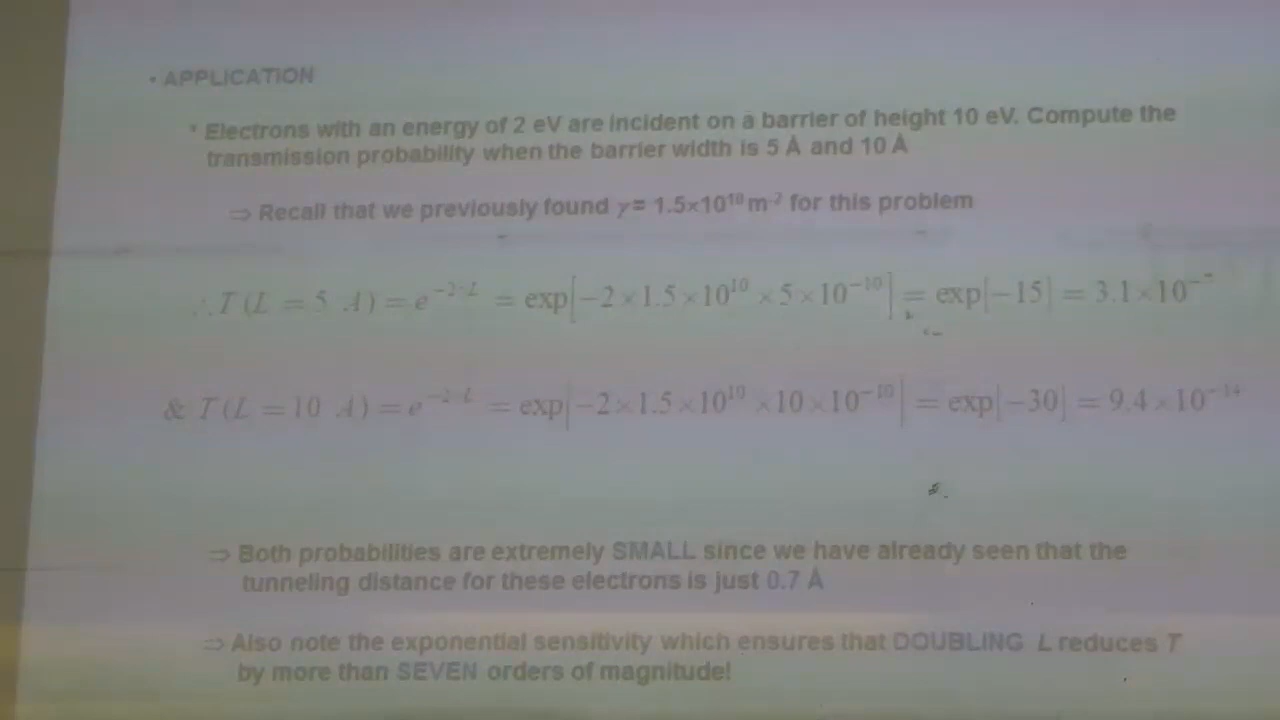 • APPLICATION
* Electrons with an energy of 2 eV are incident on a barrier of height 10 eV. Compute the
transmission probability when the barrier width is 5 Å and 10 Å
⇒ Recall that we previously found γ = 1.5×10¹⁰ m⁻² for this problem
∴ T (L = 5 A) = e⁻²·ᴸ = exp[−2×1.5×10¹⁰×5×10⁻¹⁰] = exp[−15] = 3.1×10⁻
& T (L = 10 A) = e⁻²·ᴸ = exp[−2×1.5×10¹⁰×10×10⁻¹⁰] = exp[−30] = 9.4×10⁻¹⁴
⇒ Both probabilities are extremely SMALL since we have already seen that the
tunneling distance for these electrons is just 0.7 Å
⇒ Also note the exponential sensitivity which ensures that DOUBLING L reduces T
by more than SEVEN orders of magnitude!